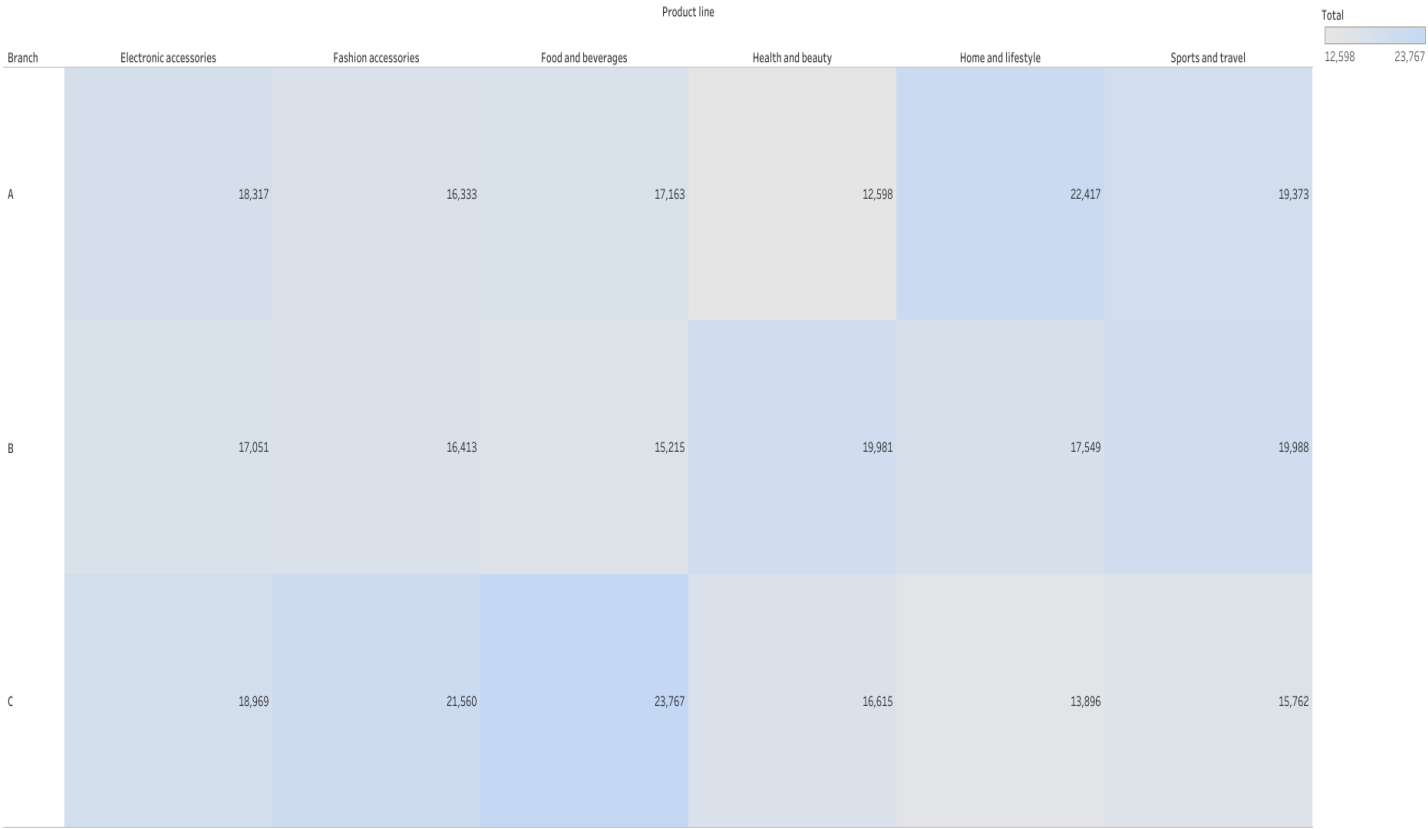 Product line
Total
12,598 23,767
Branch Electronic accessories Fashion accessories Food and beverages Health and beauty Home and lifestyle Sports and travel
A 18,317 16,333 17,163 12,598 22,417 19,373
B 17,051 16,413 15,215 19,981 17,549 19,988
C 18,969 21,560 23,767 16,615 13,896 15,762